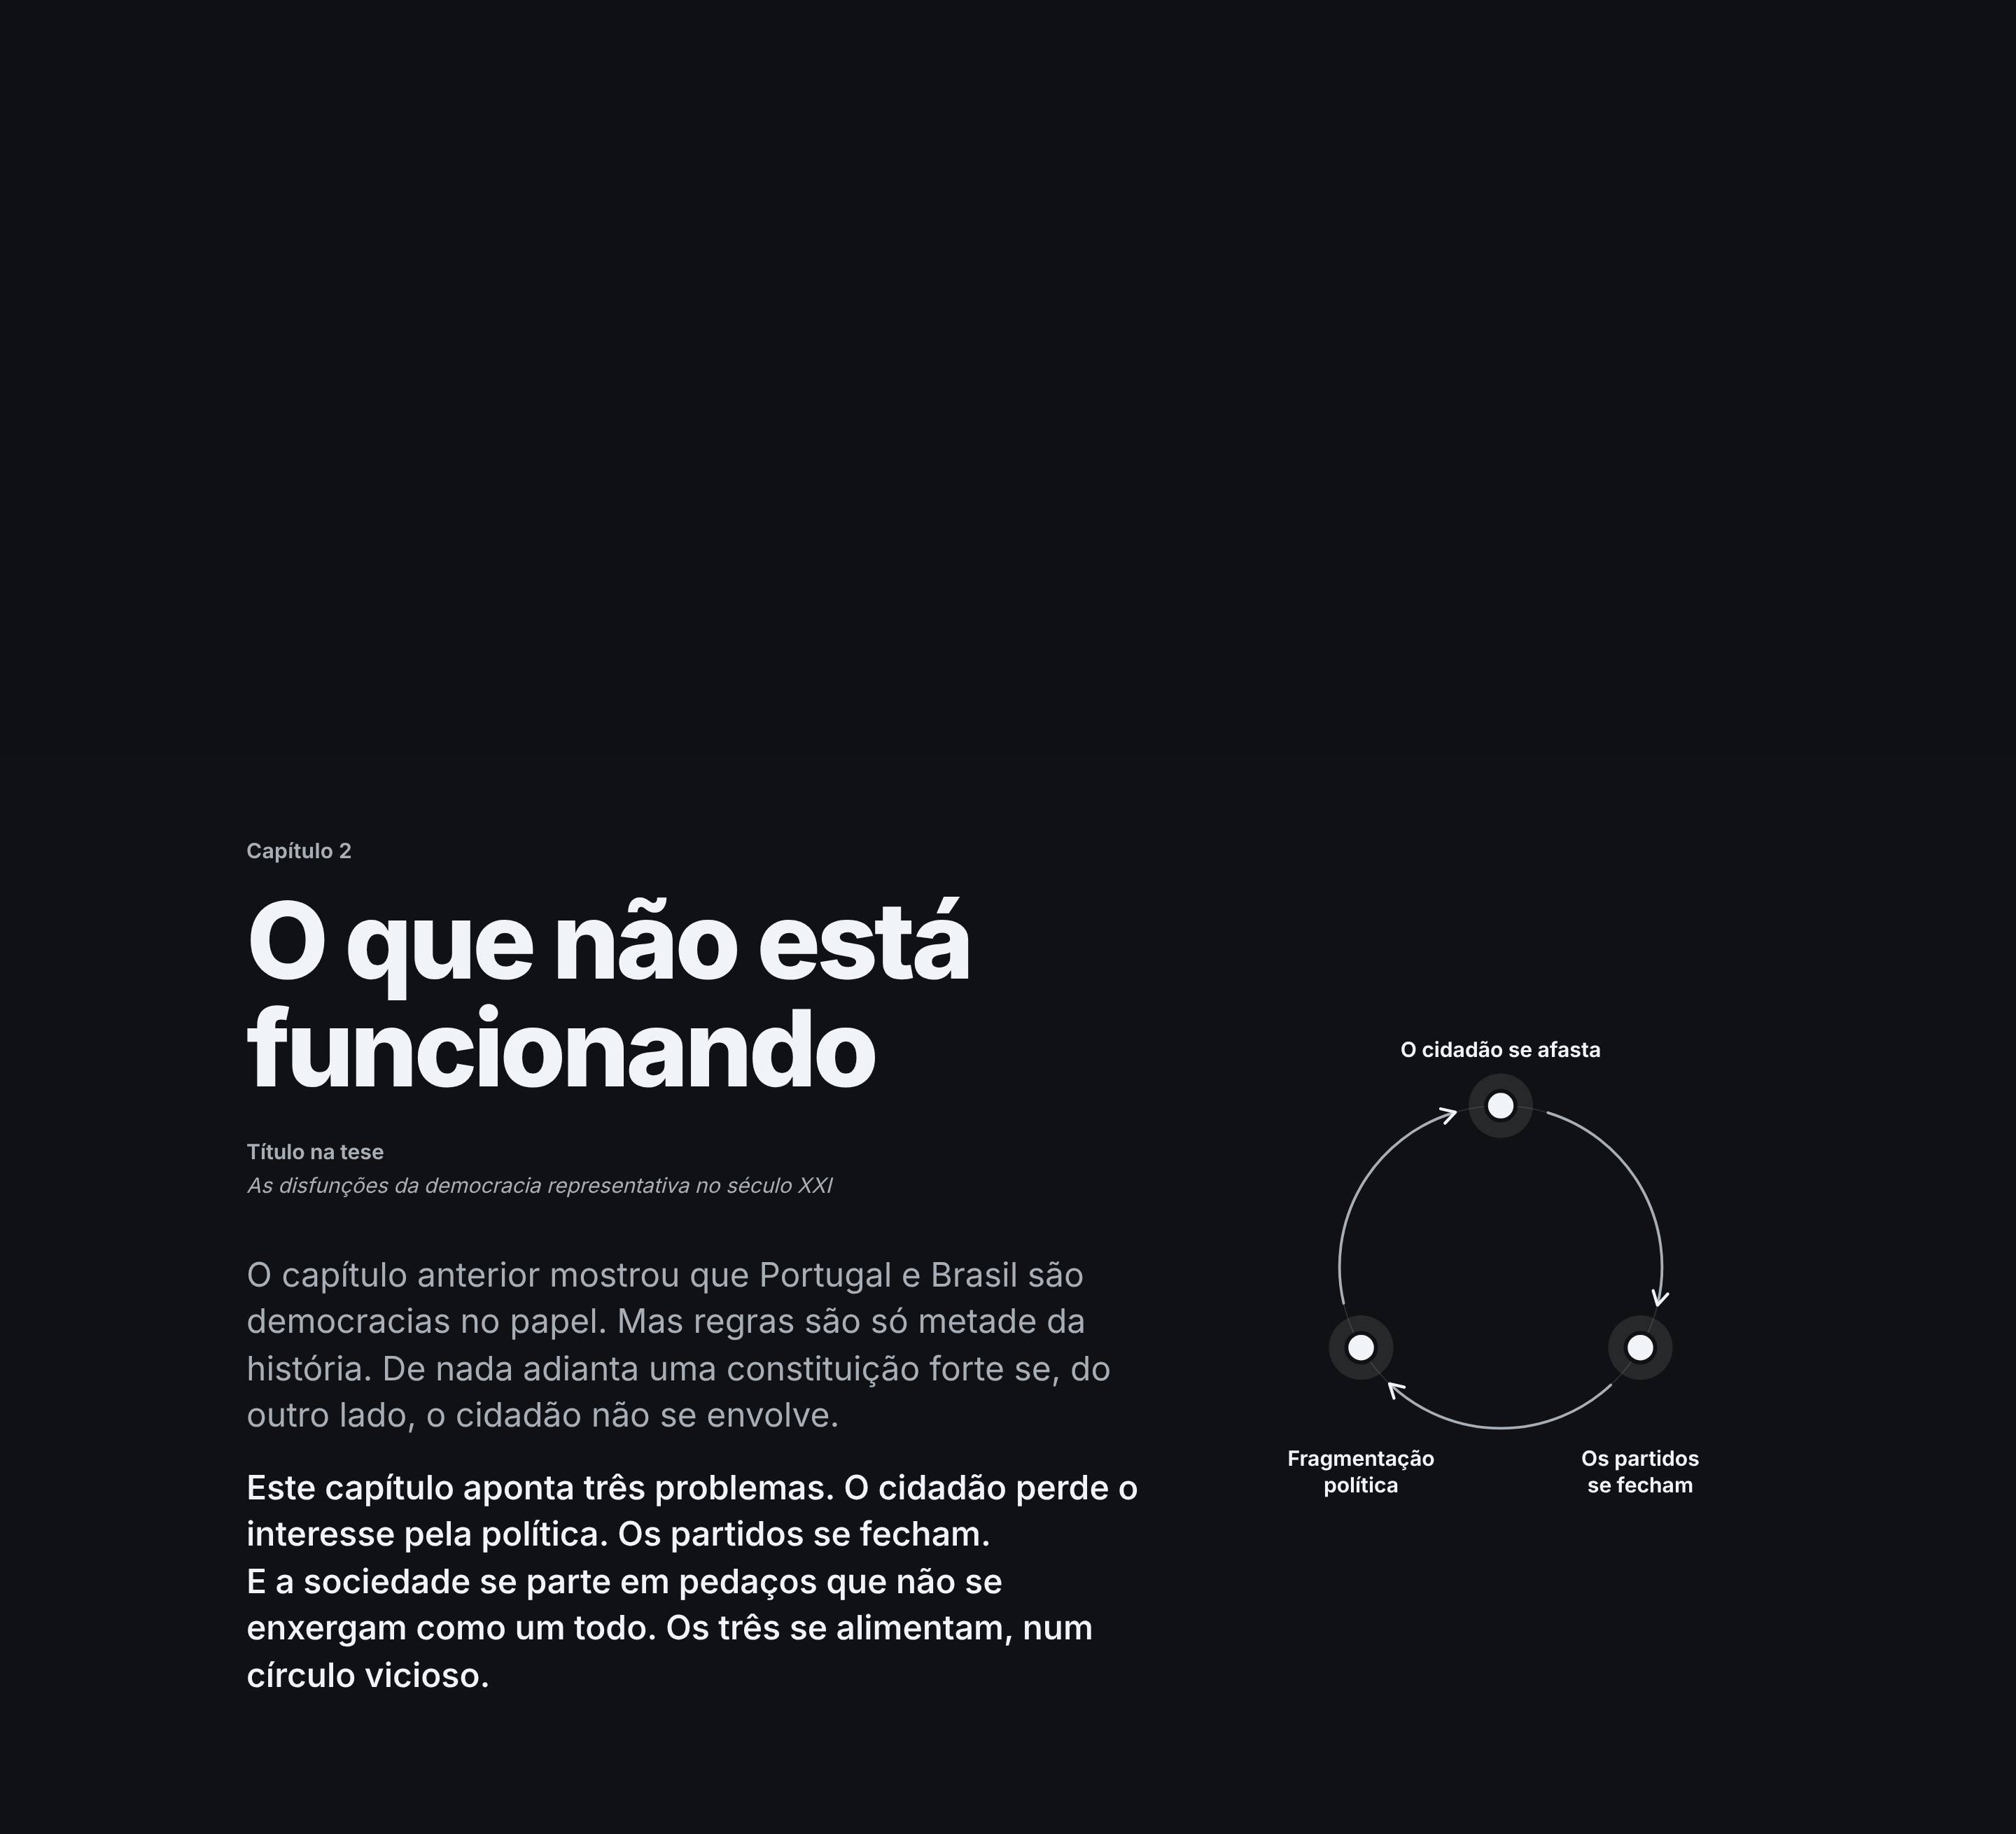 Capítulo 2
O que não está
funcionando
Título na tese
As disfunções da democracia representativa no século XXI
O capítulo anterior mostrou que Portugal e Brasil são
democracias no papel. Mas regras são só metade da
história. De nada adianta uma constituição forte se, do
outro lado, o cidadão não se envolve.
Este capítulo aponta três problemas. O cidadão perde o
interesse pela política. Os partidos se fecham.
E a sociedade se parte em pedaços que não se
enxergam como um todo. Os três se alimentam, num
círculo vicioso.
O cidadão se afasta
Fragmentação
política
Os partidos
se fecham